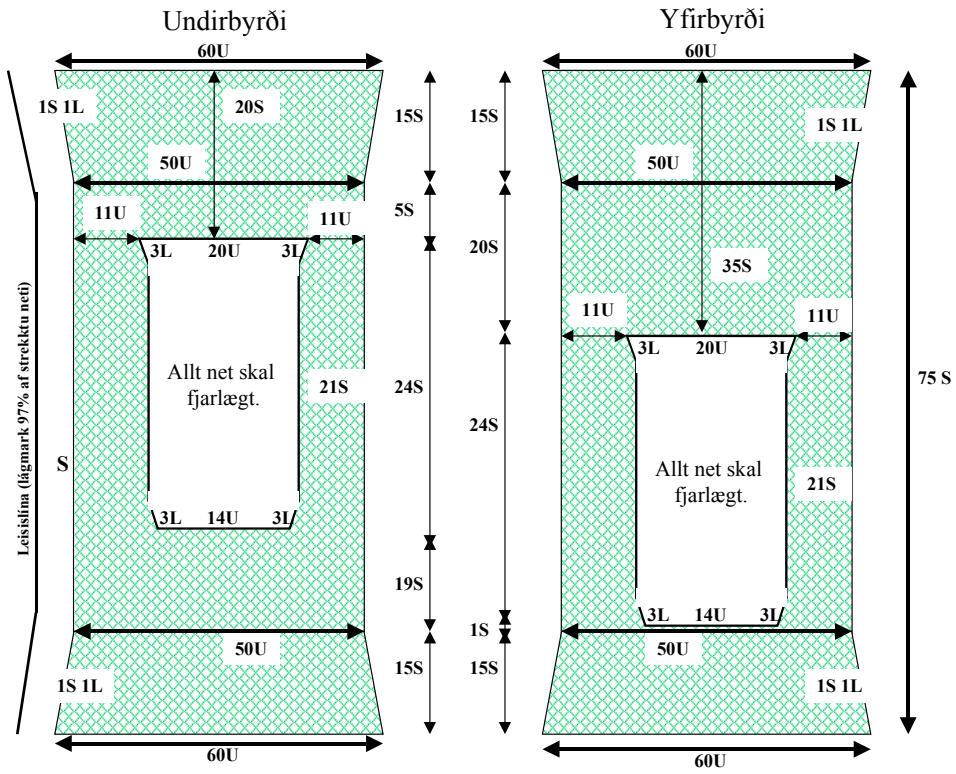 Undirbyrði
60U
1S 1L
20S
15S
50U
11U
11U
5S
3L 20U 3L
Allt net skal
fjarlægt.
21S
24S
S
Leisislína (lágmark 97% af strekktu neti)
3L 14U 3L
19S
50U
15S
1S 1L
60U
Yfirbyrði
60U
15S
1S 1L
50U
20S
35S
11U
11U
3L 20U 3L
75 S
24S
Allt net skal
fjarlægt.
21S
3L 14U 3L
1S
50U
15S
1S 1L
60U